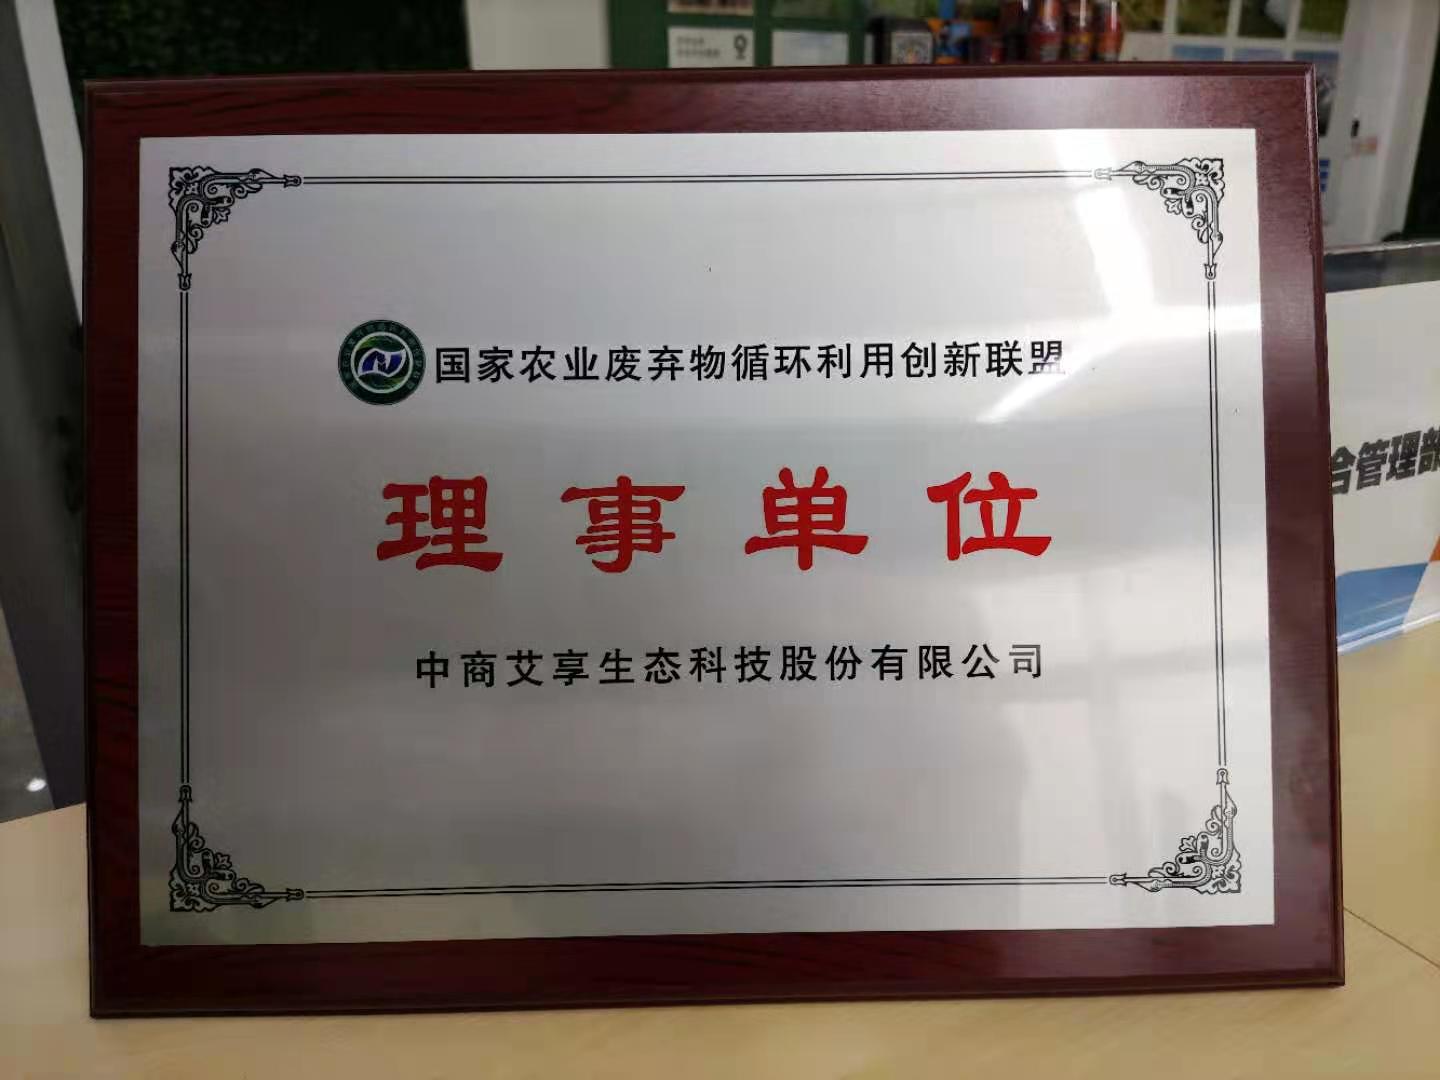 国家农业废弃物循环利用创新联盟
理事单位
中商艾享生态科技股份有限公司
合管理部